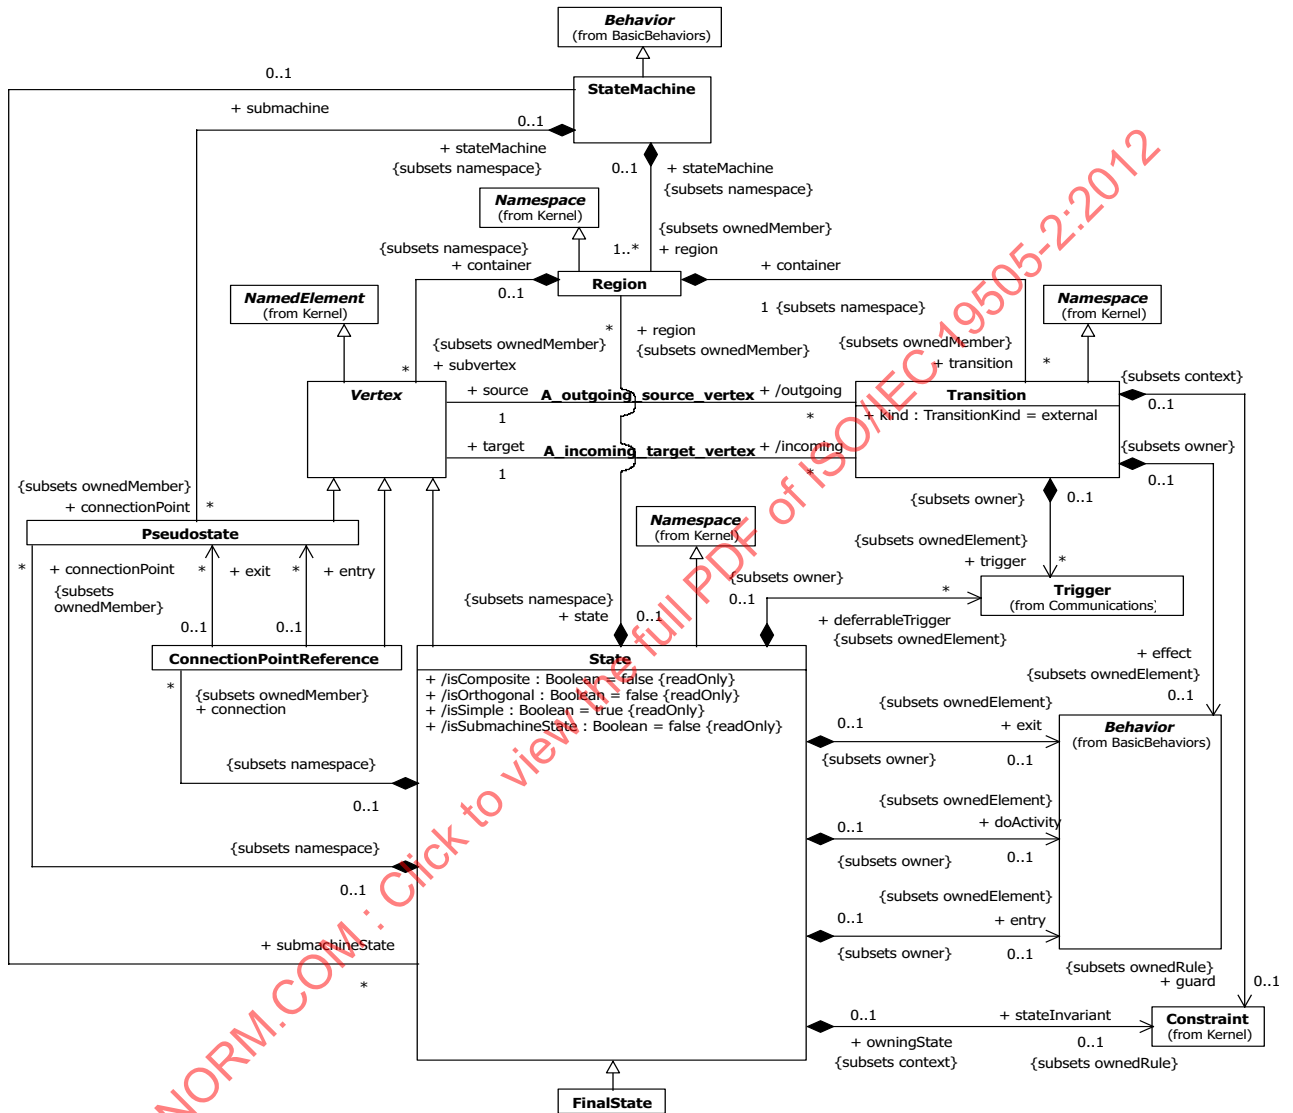 Behavior
(from BasicBehaviors)
0..1
StateMachine
+ submachine
0..1
+ stateMachine
{subsets namespace}
0..1
+ stateMachine
{subsets namespace}
Namespace
(from Kernel)
{subsets ownedMember}
{subsets namespace}
1..*
+ region
+ container
+ container
0..1
Region
NamedElement
(from Kernel)
1 {subsets namespace}
Namespace
(from Kernel)
*
+ region
{subsets ownedMember}
{subsets ownedMember}
{subsets ownedMember}
*
+ subvertex
+ transition
*
{subsets context}
Vertex
+ source
A_outgoing_source_vertex
+ /outgoing
Transition
0..1
1
*
+ kind : TransitionKind = external
+ target
A_incoming_target_vertex
+ /incoming
{subsets owner}
1
*
0..1
{subsets ownedMember}
+ connectionPoint
*
{subsets owner}
0..1
Pseudostate
Namespace
(from Kernel)
{subsets ownedElement}
+ trigger
*
*
+ connectionPoint
{subsets
ownedMember}
*
+ exit
*
+ entry
{subsets owner}
0..1
*
Trigger
(from Communications)
{subsets namespace}
+ state
0..1
+ deferrableTrigger
{subsets ownedElement}
0..1
0..1
ConnectionPointReference
State
+ effect
{subsets ownedElement}
0..1
*
{subsets ownedMember}
+ connection
+ /isComposite : Boolean = false {readOnly}
+ /isOrthogonal : Boolean = false {readOnly}
+ /isSimple : Boolean = true {readOnly}
+ /isSubmachineState : Boolean = false {readOnly}
{subsets ownedElement}
0..1
+ exit
{subsets owner}
0..1
Behavior
(from BasicBehaviors)
{subsets namespace}
0..1
{subsets ownedElement}
0..1
+ doActivity
{subsets owner}
0..1
{subsets namespace}
0..1
{subsets ownedElement}
0..1
+ entry
{subsets owner}
0..1
+ submachineState
*
{subsets ownedRule}
+ guard
0..1
0..1
+ stateInvariant
Constraint
(from Kernel)
+ owningState
{subsets context}
0..1
{subsets ownedRule}
FinalState
NORM.COM : Click to view the full PDF of ISO/IEC 19505-2:2012